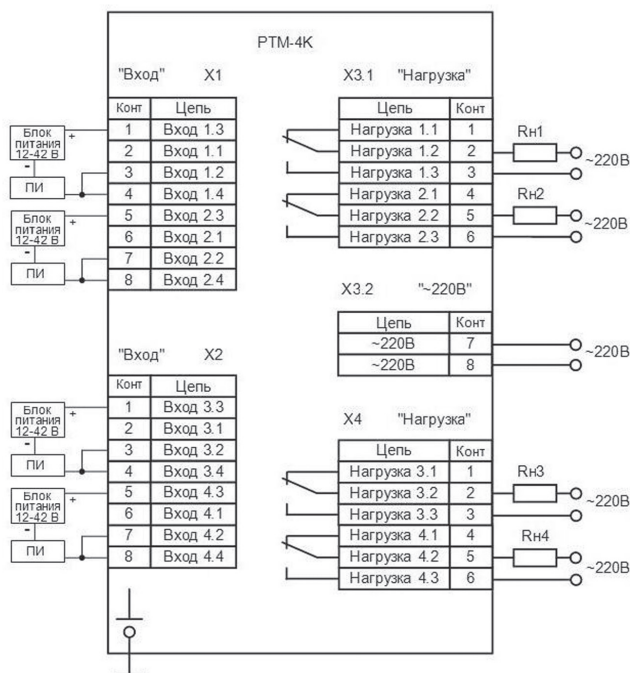 РТМ-4К
"Вход" X1
Конт Цепь
1 Вход 1.3
2 Вход 1.1
3 Вход 1.2
4 Вход 1.4
5 Вход 2.3
6 Вход 2.1
7 Вход 2.2
8 Вход 2.4
Блок
питания
12-42 В
+
-
ПИ
Блок
питания
12-42 В
+
-
ПИ
"Вход" X2
Конт Цепь
1 Вход 3.3
2 Вход 3.1
3 Вход 3.2
4 Вход 3.4
5 Вход 4.3
6 Вход 4.1
7 Вход 4.2
8 Вход 4.4
Блок
питания
12-42 В
+
-
ПИ
Блок
питания
12-42 В
+
-
ПИ
X3.1 "Нагрузка"
Цепь Конт
Нагрузка 1.1 1
Нагрузка 1.2 2
Нагрузка 1.3 3
Нагрузка 2.1 4
Нагрузка 2.2 5
Нагрузка 2.3 6
Rн1
~220В
Rн2
~220В
X3.2 "~220В"
Цепь Конт
~220В 7
~220В 8
~220В
X4 "Нагрузка"
Цепь Конт
Нагрузка 3.1 1
Нагрузка 3.2 2
Нагрузка 3.3 3
Нагрузка 4.1 4
Нагрузка 4.2 5
Нагрузка 4.3 6
Rн3
~220В
Rн4
~220В